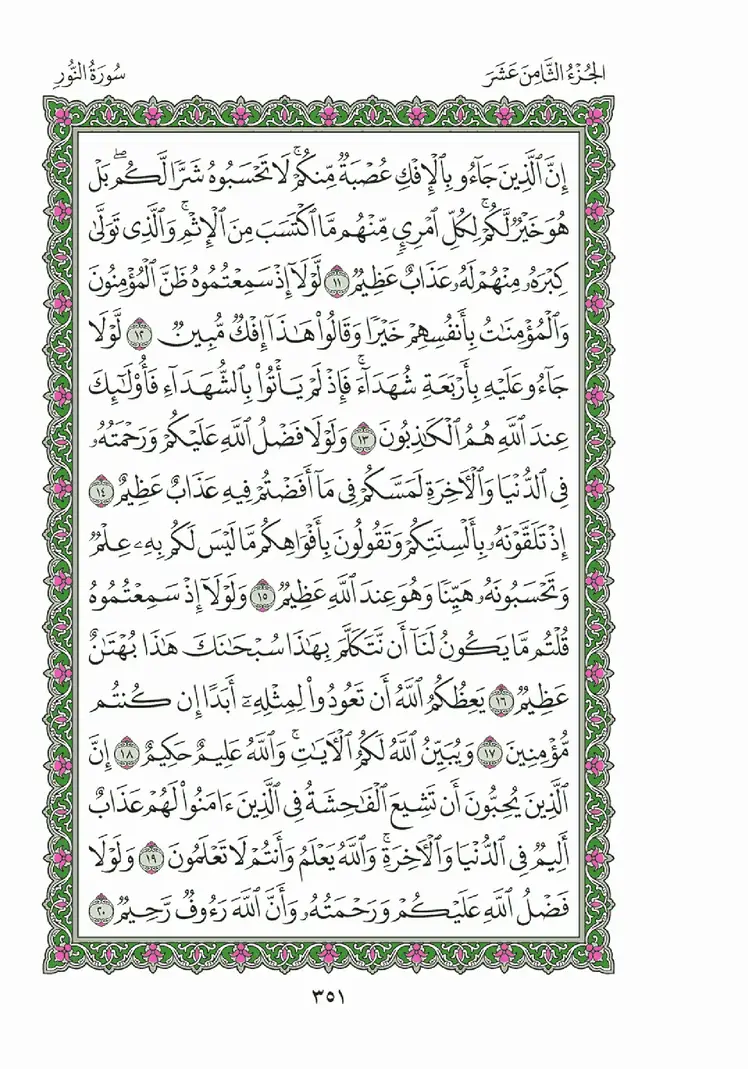 الجُزْءُ الثَّامِنَ عَشَرَ
سُورَةُ النُّورِ
إِنَّ ٱلَّذِينَ جَآءُو بِٱلْإِفْكِ عُصْبَةٌ مِّنكُمْ ۚ لَا تَحْسَبُوهُ شَرًّا لَّكُم ۖ بَلْ
هُوَ خَيْرٌ لَّكُمْ ۚ لِكُلِّ ٱمْرِئٍ مِّنْهُم مَّا ٱكْتَسَبَ مِنَ ٱلْإِثْمِ ۚ وَٱلَّذِى تَوَلَّىٰ
كِبْرَهُۥ مِنْهُمْ لَهُۥ عَذَابٌ عَظِيمٌ ١١ لَّوْلَآ إِذْ سَمِعْتُمُوهُ ظَنَّ ٱلْمُؤْمِنُونَ
وَٱلْمُؤْمِنَٰتُ بِأَنفُسِهِمْ خَيْرًا وَقَالُوا۟ هَٰذَآ إِفْكٌ مُّبِينٌ ١٢ لَّوْلَا
جَآءُو عَلَيْهِ بِأَرْبَعَةِ شُهَدَآءَ ۚ فَإِذْ لَمْ يَأْتُوا۟ بِٱلشُّهَدَآءِ فَأُو۟لَٰٓئِكَ
عِندَ ٱللَّهِ هُمُ ٱلْكَٰذِبُونَ ١٣ وَلَوْلَا فَضْلُ ٱللَّهِ عَلَيْكُمْ وَرَحْمَتُهُۥ
فِى ٱلدُّنْيَا وَٱلْءَاخِرَةِ لَمَسَّكُمْ فِى مَآ أَفَضْتُمْ فِيهِ عَذَابٌ عَظِيمٌ ١٤
إِذْ تَلَقَّوْنَهُۥ بِأَلْسِنَتِكُمْ وَتَقُولُونَ بِأَفْوَاهِكُم مَّا لَيْسَ لَكُم بِهِۦ عِلْمٌ
وَتَحْسَبُونَهُۥ هَيِّنًا وَهُوَ عِندَ ٱللَّهِ عَظِيمٌ ١٥ وَلَوْلَآ إِذْ سَمِعْتُمُوهُ
قُلْتُم مَّا يَكُونُ لَنَآ أَن نَّتَكَلَّمَ بِهَٰذَا سُبْحَٰنَكَ هَٰذَا بُهْتَٰنٌ
عَظِيمٌ ١٦ يَعِظُكُمُ ٱللَّهُ أَن تَعُودُوا۟ لِمِثْلِهِۦٓ أَبَدًا إِن كُنتُم
مُّؤْمِنِينَ ١٧ وَيُبَيِّنُ ٱللَّهُ لَكُمُ ٱلْءَايَٰتِ ۚ وَٱللَّهُ عَلِيمٌ حَكِيمٌ ١٨ إِنَّ
ٱلَّذِينَ يُحِبُّونَ أَن تَشِيعَ ٱلْفَٰحِشَةُ فِى ٱلَّذِينَ ءَامَنُوا۟ لَهُمْ عَذَابٌ
أَلِيمٌ فِى ٱلدُّنْيَا وَٱلْءَاخِرَةِ ۚ وَٱللَّهُ يَعْلَمُ وَأَنتُمْ لَا تَعْلَمُونَ ١٩ وَلَوْلَا
فَضْلُ ٱللَّهِ عَلَيْكُمْ وَرَحْمَتُهُۥ وَأَنَّ ٱللَّهَ رَءُوفٌ رَّحِيمٌ ٢٠
٣٥١